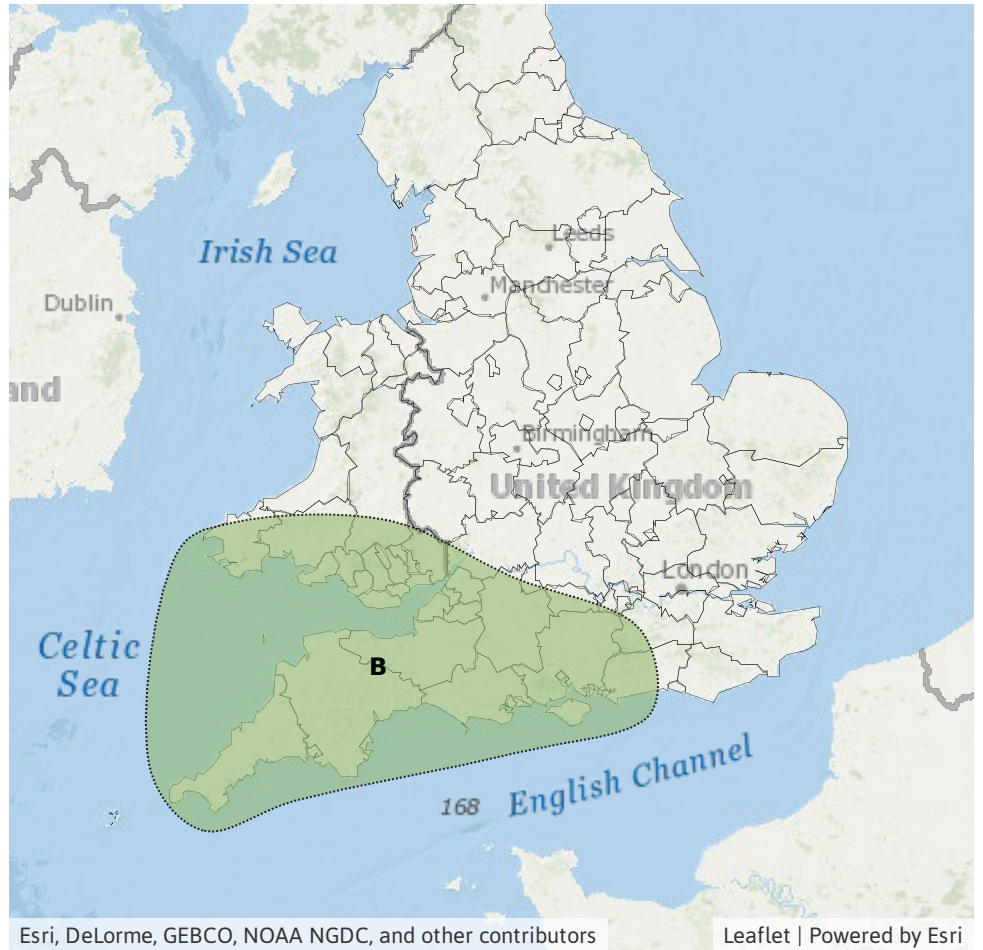 Leeds
Irish Sea
Manchester
Dublin
and
Birmingham
United Kingdom
London
Celtic
Sea
B
English Channel
168
Esri, DeLorme, GEBCO, NOAA NGDC, and other contributors
Leaflet | Powered by Esri